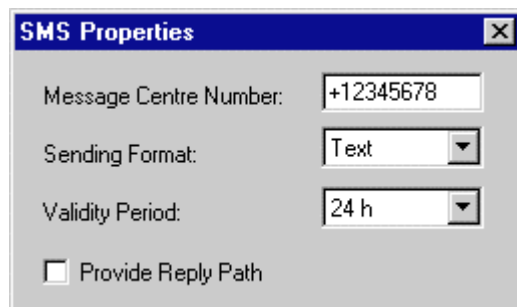 SMS Properties
Message Centre Number: +12345678
Sending Format: Text
Validity Period: 24 h
Provide Reply Path